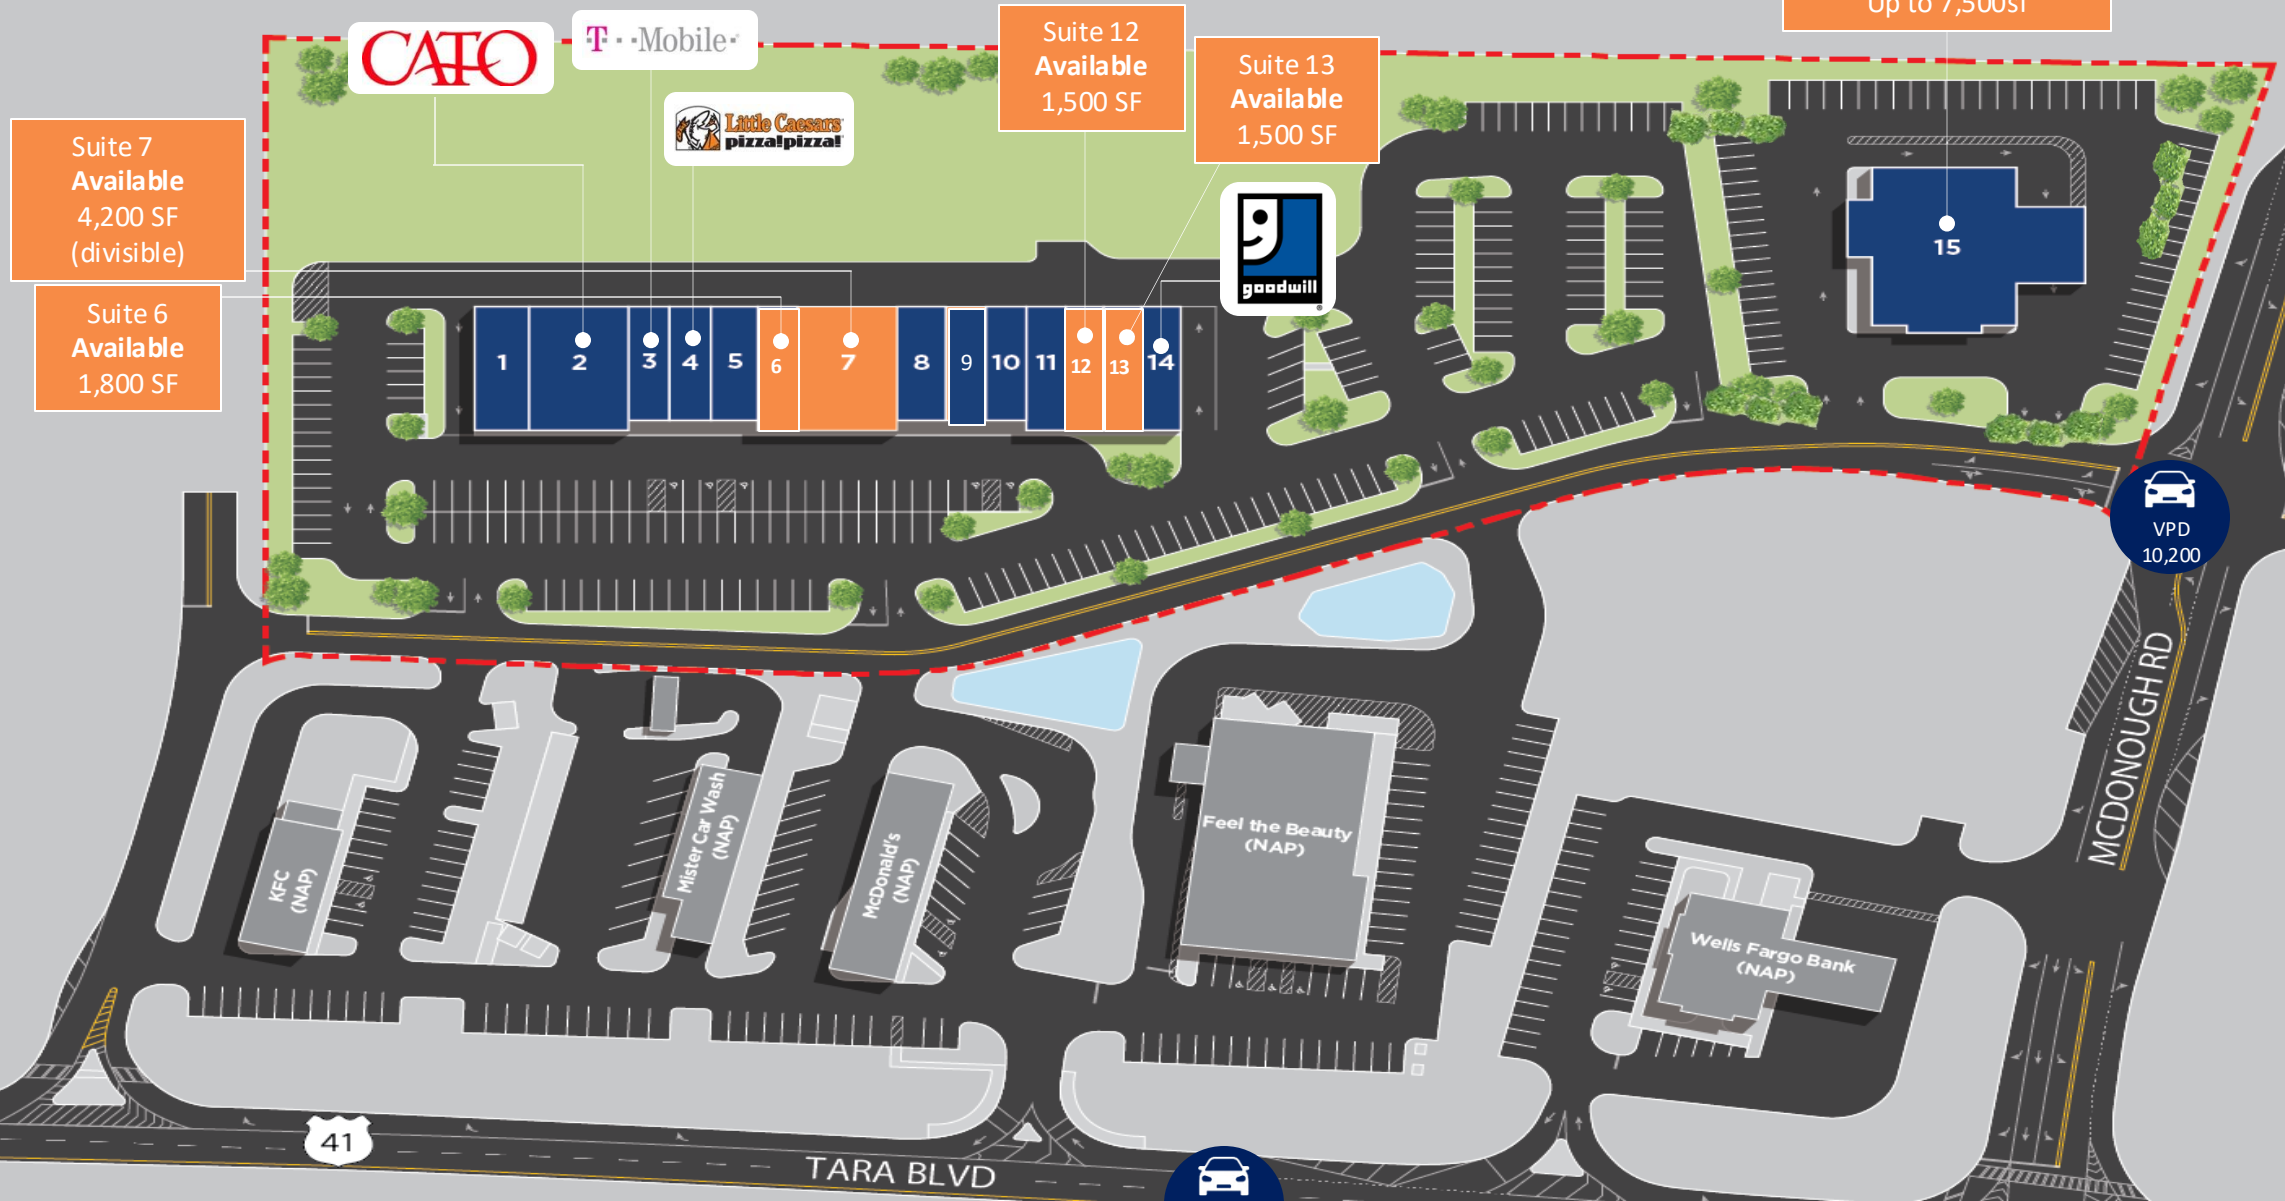 Up to 7,500sf
CATO
T··Mobile·
Suite 12
Available
1,500 SF
Suite 13
Available
1,500 SF
Little Caesars
pizza!pizza!
Suite 7
Available
4,200 SF
(divisible)
goodwill
Suite 6
Available
1,800 SF
15
1
2
3
4
5
6
7
8
9
10
11
12
13
14
VPD
10,200
MCDONOUGH RD
KFC
(NAP)
Mister Car Wash
(NAP)
McDonald's
(NAP)
Feel the Beauty
(NAP)
Wells Fargo Bank
(NAP)
41
TARA BLVD